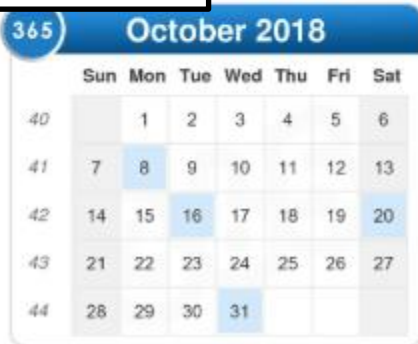 365 October 2018
Sun Mon Tue Wed Thu Fri Sat
40 1 2 3 4 5 6
41 7 8 9 10 11 12 13
42 14 15 16 17 18 19 20
43 21 22 23 24 25 26 27
44 28 29 30 31